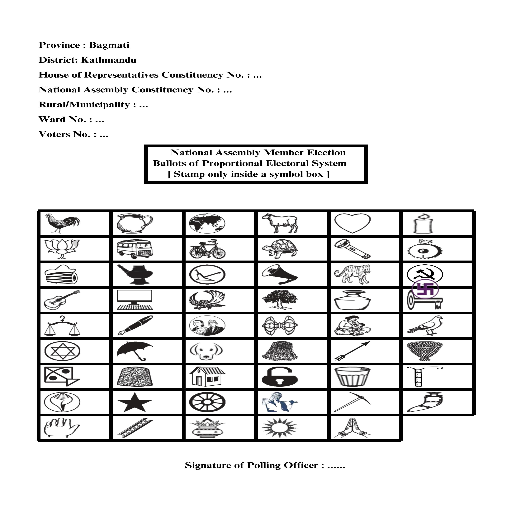 Province : Bagmati
District: Kathmandu
House of Representatives Constituency No. : ...
National Assembly Constituency No. : ...
Rural/Municipality : ...
Ward No. : ...
Voters No. : ...
National Assembly Member Election
Ballots of Proportional Electoral System
[ Stamp only inside a symbol box ]
Signature of Polling Officer : ......